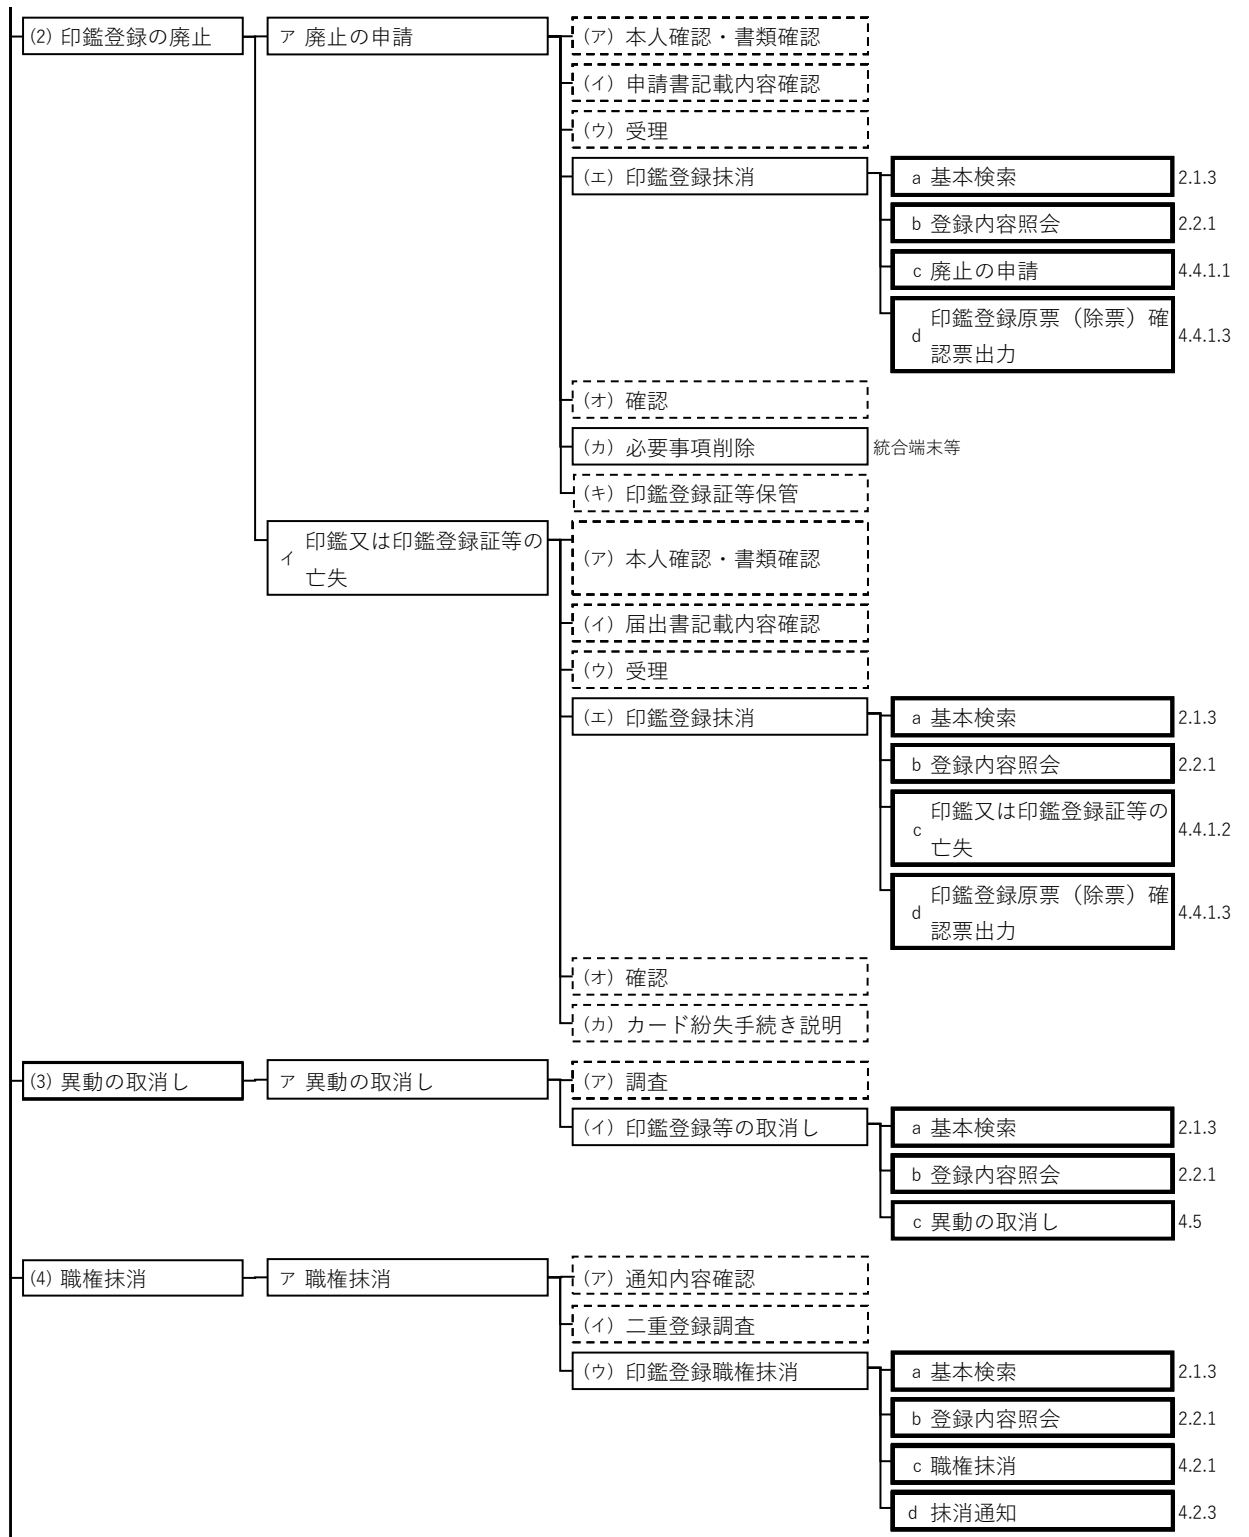 (2) 印鑑登録の廃止
ア 廃止の申請
(ア) 本人確認・書類確認
(イ) 申請書記載内容確認
(ウ) 受理
(エ) 印鑑登録抹消
a 基本検索 2.1.3
b 登録内容照会 2.2.1
c 廃止の申請 4.4.1.1
d 印鑑登録原票（除票）確
認票出力 4.4.1.3
(オ) 確認
(カ) 必要事項削除 統合端末等
(キ) 印鑑登録証等保管
イ 印鑑又は印鑑登録証等の
亡失
(ア) 本人確認・書類確認
(イ) 届出書記載内容確認
(ウ) 受理
(エ) 印鑑登録抹消
a 基本検索 2.1.3
b 登録内容照会 2.2.1
c 印鑑又は印鑑登録証等の
亡失 4.4.1.2
d 印鑑登録原票（除票）確
認票出力 4.4.1.3
(オ) 確認
(カ) カード紛失手続き説明
(3) 異動の取消し
ア 異動の取消し
(ア) 調査
(イ) 印鑑登録等の取消し
a 基本検索 2.1.3
b 登録内容照会 2.2.1
c 異動の取消し 4.5
(4) 職権抹消
ア 職権抹消
(ア) 通知内容確認
(イ) 二重登録調査
(ウ) 印鑑登録職権抹消
a 基本検索 2.1.3
b 登録内容照会 2.2.1
c 職権抹消 4.2.1
d 抹消通知 4.2.3